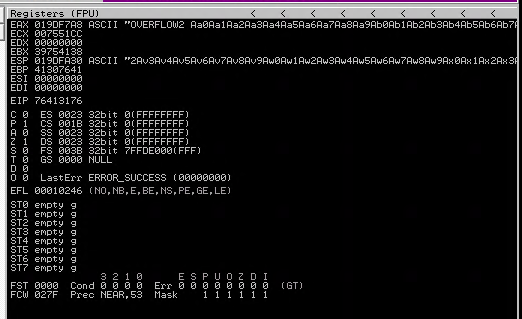 Registers (FPU) < < < < < < <
EAX 019DF7A8 ASCII "OVERFLOW2 Aa0Aa1Aa2Aa3Aa4Aa5Aa6Aa7Aa8Aa9Ab0Ab1Ab2Ab3Ab4Ab5Ab6Ab7A
ECX 007551CC
EDX 00000000
EBX 39754138
ESP 019DFA30 ASCII "2Av3Av4Av5Av6Av7Av8Av9Aw0Aw1Aw2Aw3Aw4Aw5Aw6Aw7Aw8Aw9Ax0Ax1Ax2Ax3A
EBP 41307641
ESI 00000000
EDI 00000000
EIP 76413176
C 0 ES 0023 32bit 0(FFFFFFFF)
P 1 CS 001B 32bit 0(FFFFFFFF)
A 0 SS 0023 32bit 0(FFFFFFFF)
Z 1 DS 0023 32bit 0(FFFFFFFF)
S 0 FS 003B 32bit 7FFDE000(FFF)
T 0 GS 0000 NULL
D 0
O 0 LastErr ERROR_SUCCESS (00000000)
EFL 00010246 (NO,NB,E,BE,NS,PE,GE,LE)
ST0 empty g
ST1 empty g
ST2 empty g
ST3 empty g
ST4 empty g
ST5 empty g
ST6 empty g
ST7 empty g
3 2 1 0 E S P U O Z D I
FST 0000 Cond 0 0 0 0 Err 0 0 0 0 0 0 0 0 (GT)
FCW 027F Prec NEAR,53 Mask 1 1 1 1 1 1